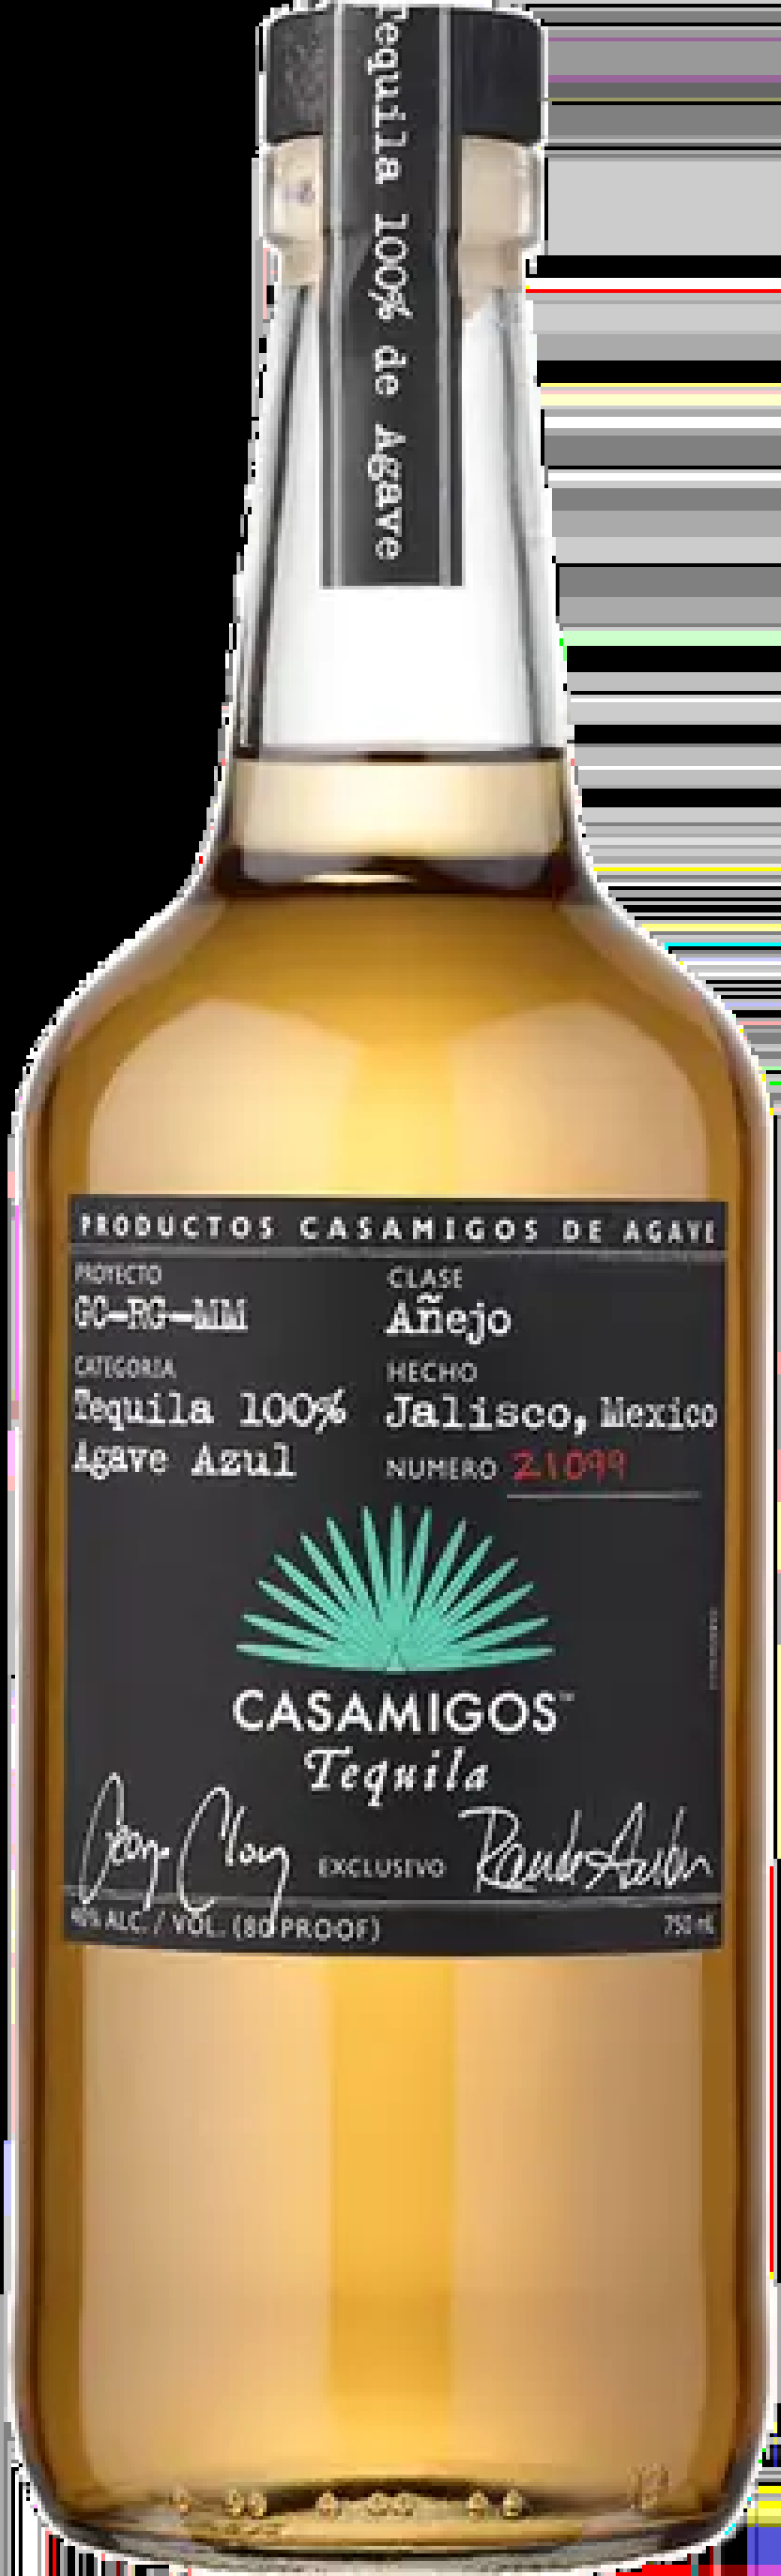 Tequila 100% de Agave
PRODUCTOS CASAMIGOS DE AGAVE
PROYECTO
GC-RG-MM
CLASE
Añejo
CATEGORIA
Tequila 100%
Agave Azul
HECHO
Jalisco, Mexico
NUMERO 21099
CASAMIGOS™
Tequila
EXCLUSIVO
40% ALC. / VOL. (80 PROOF)
750 mL